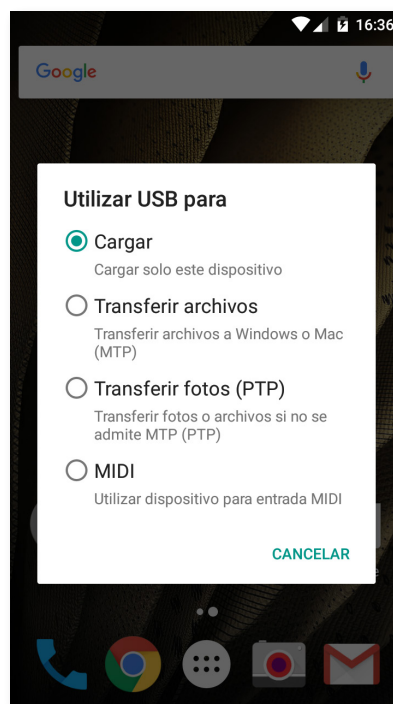 16:36
Google
Utilizar USB para
Cargar
Cargar solo este dispositivo
Transferir archivos
Transferir archivos a Windows o Mac
(MTP)
Transferir fotos (PTP)
Transferir fotos o archivos si no se
admite MTP (PTP)
MIDI
Utilizar dispositivo para entrada MIDI
CANCELAR